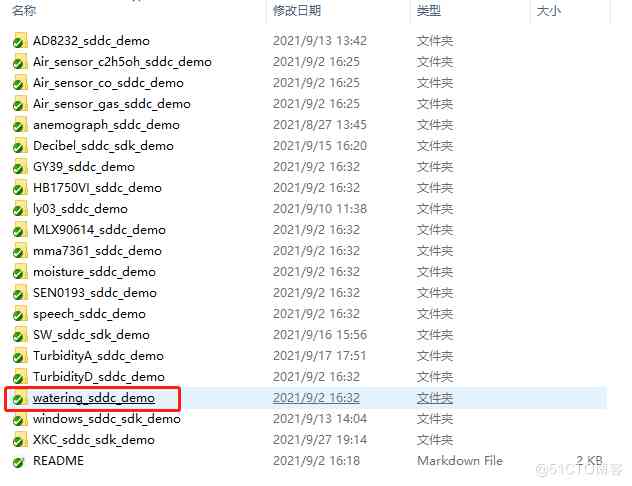 名称 修改日期 类型 大小
AD8232_sddc_demo 2021/9/13 13:42 文件夹
Air_sensor_c2h5oh_sddc_demo 2021/9/2 16:25 文件夹
Air_sensor_co_sddc_demo 2021/9/2 16:25 文件夹
Air_sensor_gas_sddc_demo 2021/9/2 16:25 文件夹
anemograph_sddc_demo 2021/8/27 13:45 文件夹
Decibel_sddc_sdk_demo 2021/9/15 16:20 文件夹
GY39_sddc_demo 2021/9/2 16:32 文件夹
HB1750VI_sddc_demo 2021/9/2 16:32 文件夹
ly03_sddc_demo 2021/9/10 11:38 文件夹
MLX90614_sddc_demo 2021/9/2 16:32 文件夹
mma7361_sddc_demo 2021/9/2 16:32 文件夹
moisture_sddc_demo 2021/9/2 16:32 文件夹
SEN0193_sddc_demo 2021/9/2 16:32 文件夹
speech_sddc_demo 2021/9/2 16:32 文件夹
SW_sddc_sdk_demo 2021/9/16 15:56 文件夹
TurbidityA_sddc_demo 2021/9/17 17:51 文件夹
TurbidityD_sddc_demo 2021/9/2 16:32 文件夹
watering_sddc_demo 2021/9/2 16:32 文件夹
windows_sddc_sdk_demo 2021/9/13 14:04 文件夹
XKC_sddc_sdk_demo 2021/9/27 19:14 文件夹
README 2021/9/2 16:18 Markdown File 2 KB
@51CTO博客